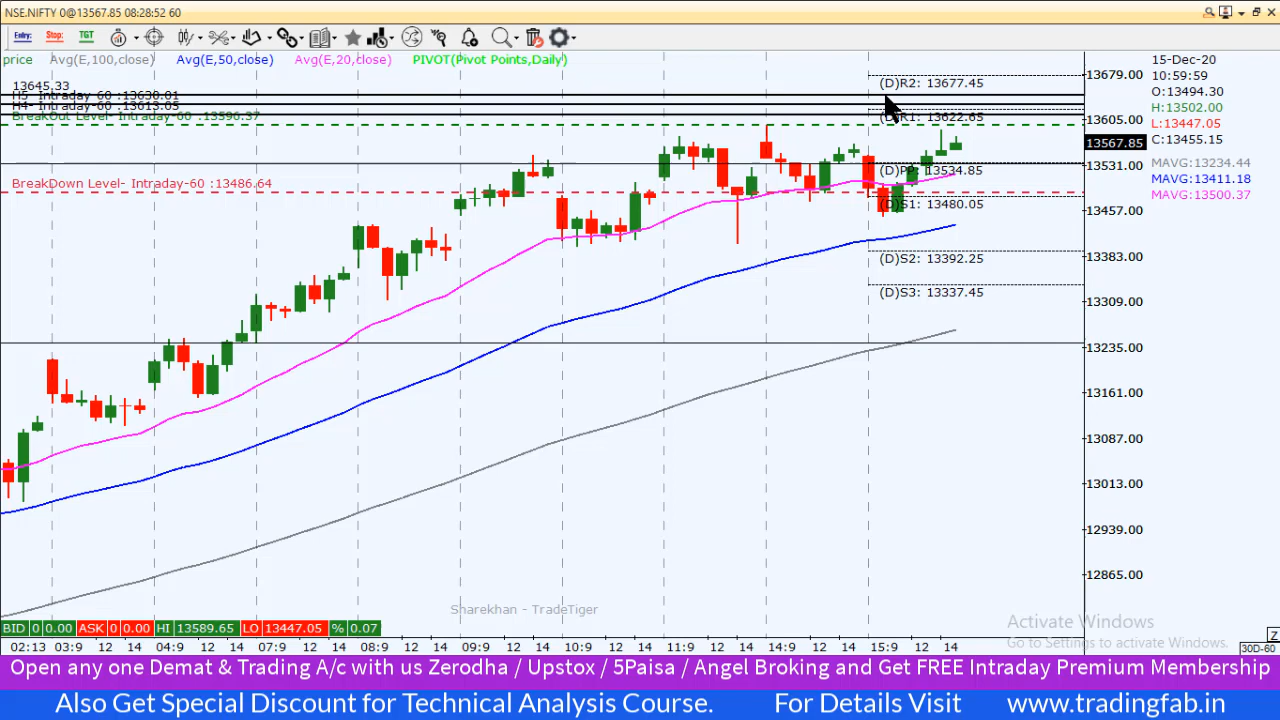 NSE.NIFTY 0@13567.85 08:28:52 60
Entry: Stop: TGT
price Avg(E,100,close) Avg(E,50,close) Avg(E,20,close) PIVOT(Pivot Points,Daily)
13645.33
H5- Intraday-60 :13630.01
H4- Intraday-60 :13613.05
BreakOut Level- Intraday-60 :13596.37
BreakDown Level- Intraday-60 :13486.64
(D)R2: 13677.45
(D)R1: 13622.65
(D)PP: 13534.85
(D)S1: 13480.05
(D)S2: 13392.25
(D)S3: 13337.45
13679.00
13605.00
13567.85
13531.00
13457.00
13383.00
13309.00
13235.00
13161.00
13087.00
13013.00
12939.00
12865.00
15-Dec-20
10:59:59
O:13494.30
H:13502.00
L:13447.05
C:13455.15
MAVG:13234.44
MAVG:13411.18
MAVG:13500.37
Sharekhan - TradeTiger
Activate Windows
Go to Settings to activate Windows.
BID 0 0.00 ASK 0 0.00 HI 13589.65 LO 13447.05 % 0.07
Z
02:13 03:9 12 14 04:9 12 14 07:9 12 14 08:9 12 14 09:9 12 14 10:9 12 14 11:9 12 14 14:9 12 14 15:9 12 14 30D-60
Open any one Demat & Trading A/c with us Zerodha / Upstox / 5Paisa / Angel Broking and Get FREE Intraday Premium Membership
Also Get Special Discount for Technical Analysis Course. For Details Visit www.tradingfab.in